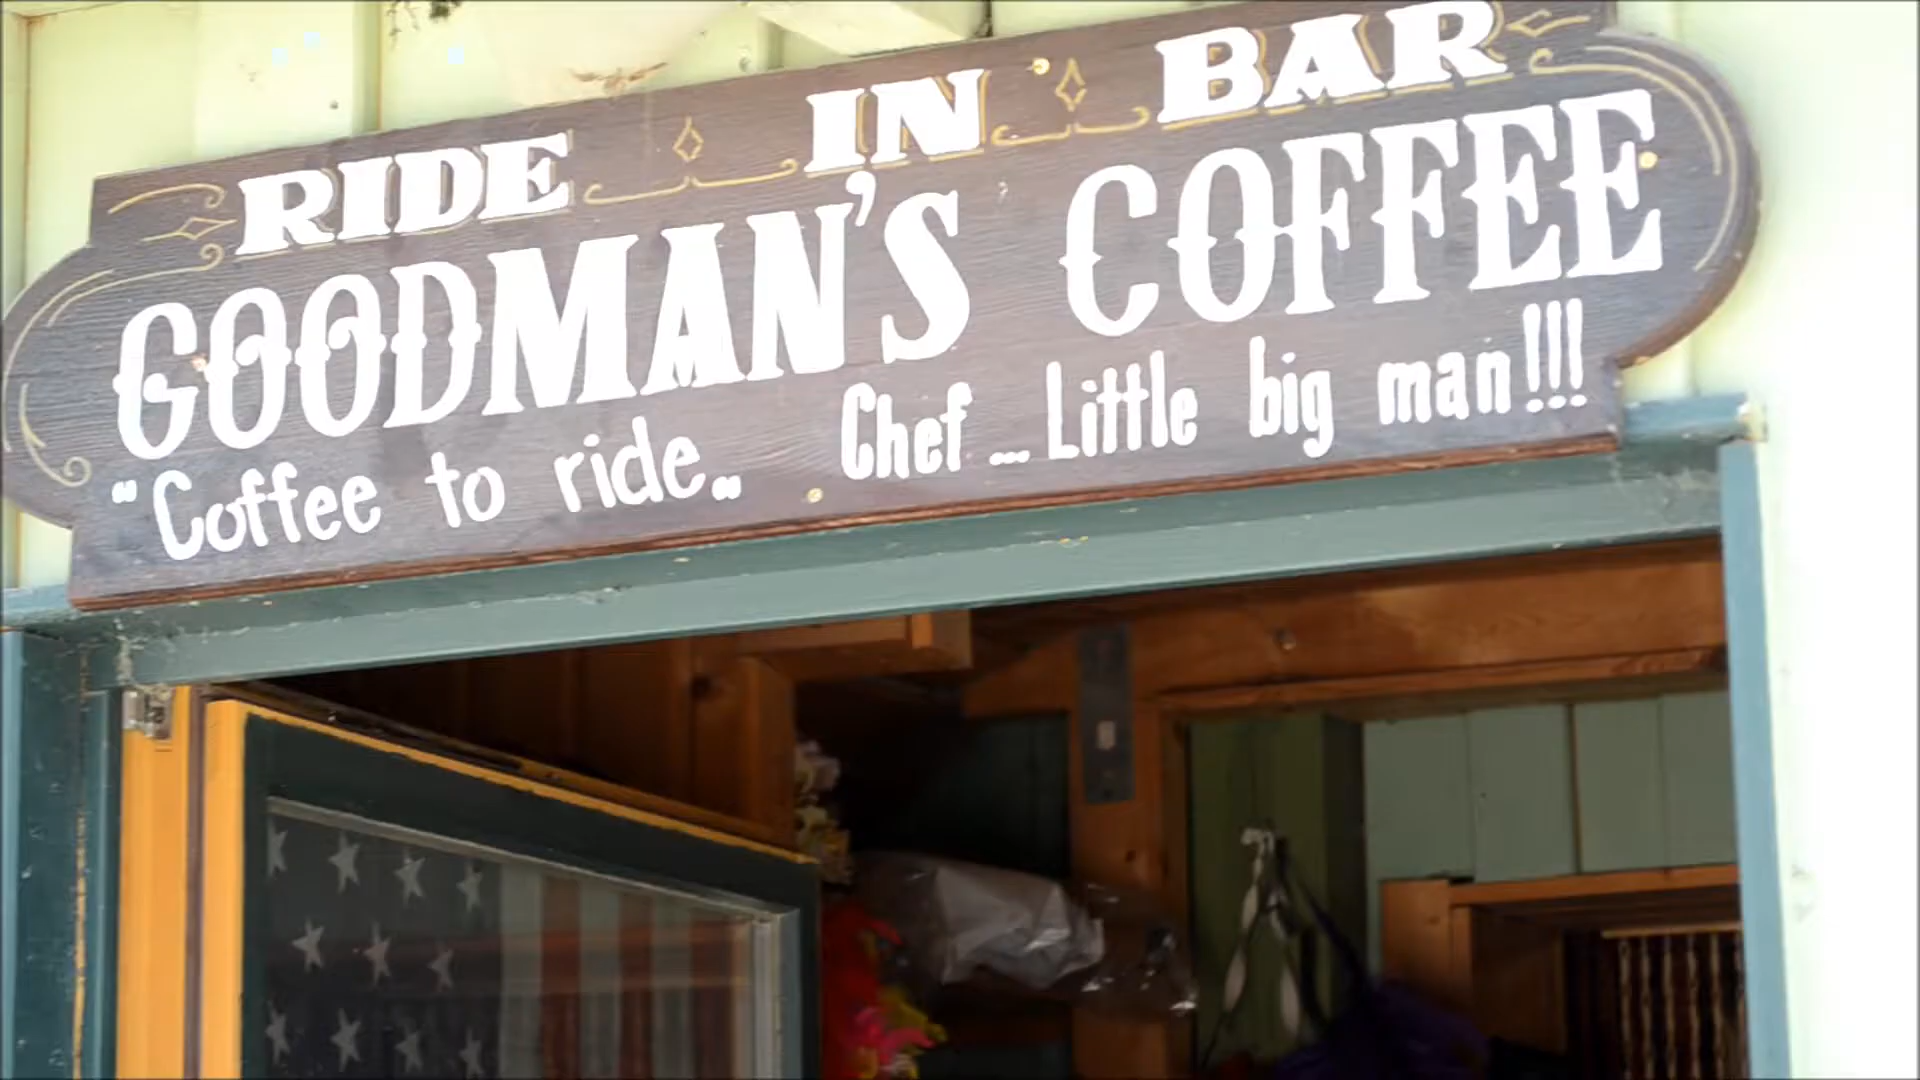 RIDE IN BAR
GOODMAN'S COFFEE
"Coffee to ride.. Chef...Little big man!!!